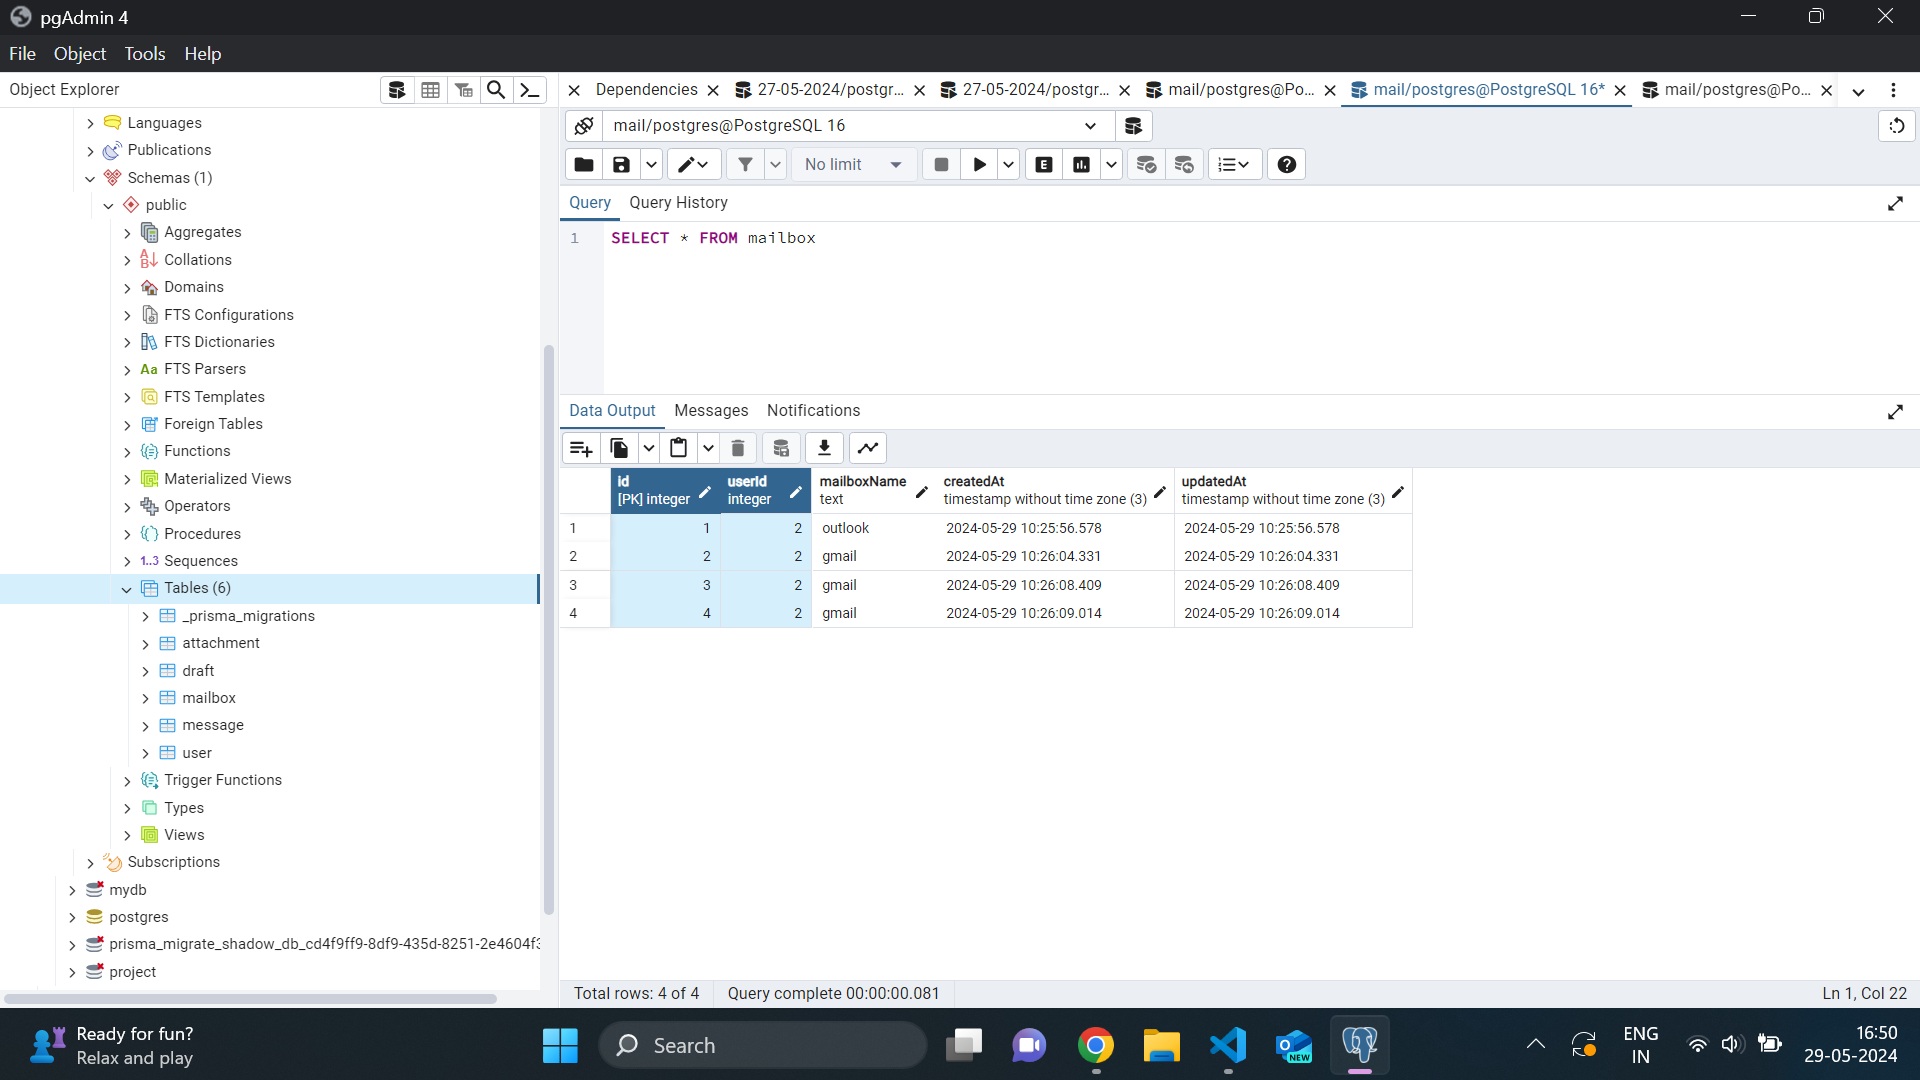 pgAdmin 4
File Object Tools Help
Object Explorer
Dependencies
27-05-2024/postgr...
27-05-2024/postgr...
mail/postgres@Po...
mail/postgres@PostgreSQL 16*
mail/postgres@Po...
mail/postgres@PostgreSQL 16
No limit
E
Query Query History
1 SELECT * FROM mailbox
Languages
Publications
Schemas (1)
public
Aggregates
Collations
Domains
FTS Configurations
FTS Dictionaries
Aa FTS Parsers
FTS Templates
Foreign Tables
Functions
Materialized Views
Operators
Procedures
1..3 Sequences
Tables (6)
_prisma_migrations
attachment
draft
mailbox
message
user
Trigger Functions
Types
Views
Subscriptions
mydb
postgres
prisma_migrate_shadow_db_cd4f9ff9-8df9-435d-8251-2e4604f3
project
Data Output Messages Notifications
id userId mailboxName createdAt updatedAt
[PK] integer integer text timestamp without time zone (3) timestamp without time zone (3)
1 1 2 outlook 2024-05-29 10:25:56.578 2024-05-29 10:25:56.578
2 2 2 gmail 2024-05-29 10:26:04.331 2024-05-29 10:26:04.331
3 3 2 gmail 2024-05-29 10:26:08.409 2024-05-29 10:26:08.409
4 4 2 gmail 2024-05-29 10:26:09.014 2024-05-29 10:26:09.014
Total rows: 4 of 4 Query complete 00:00:00.081 Ln 1, Col 22
Ready for fun?
Relax and play
Search
NEW
ENG
IN
16:50
29-05-2024